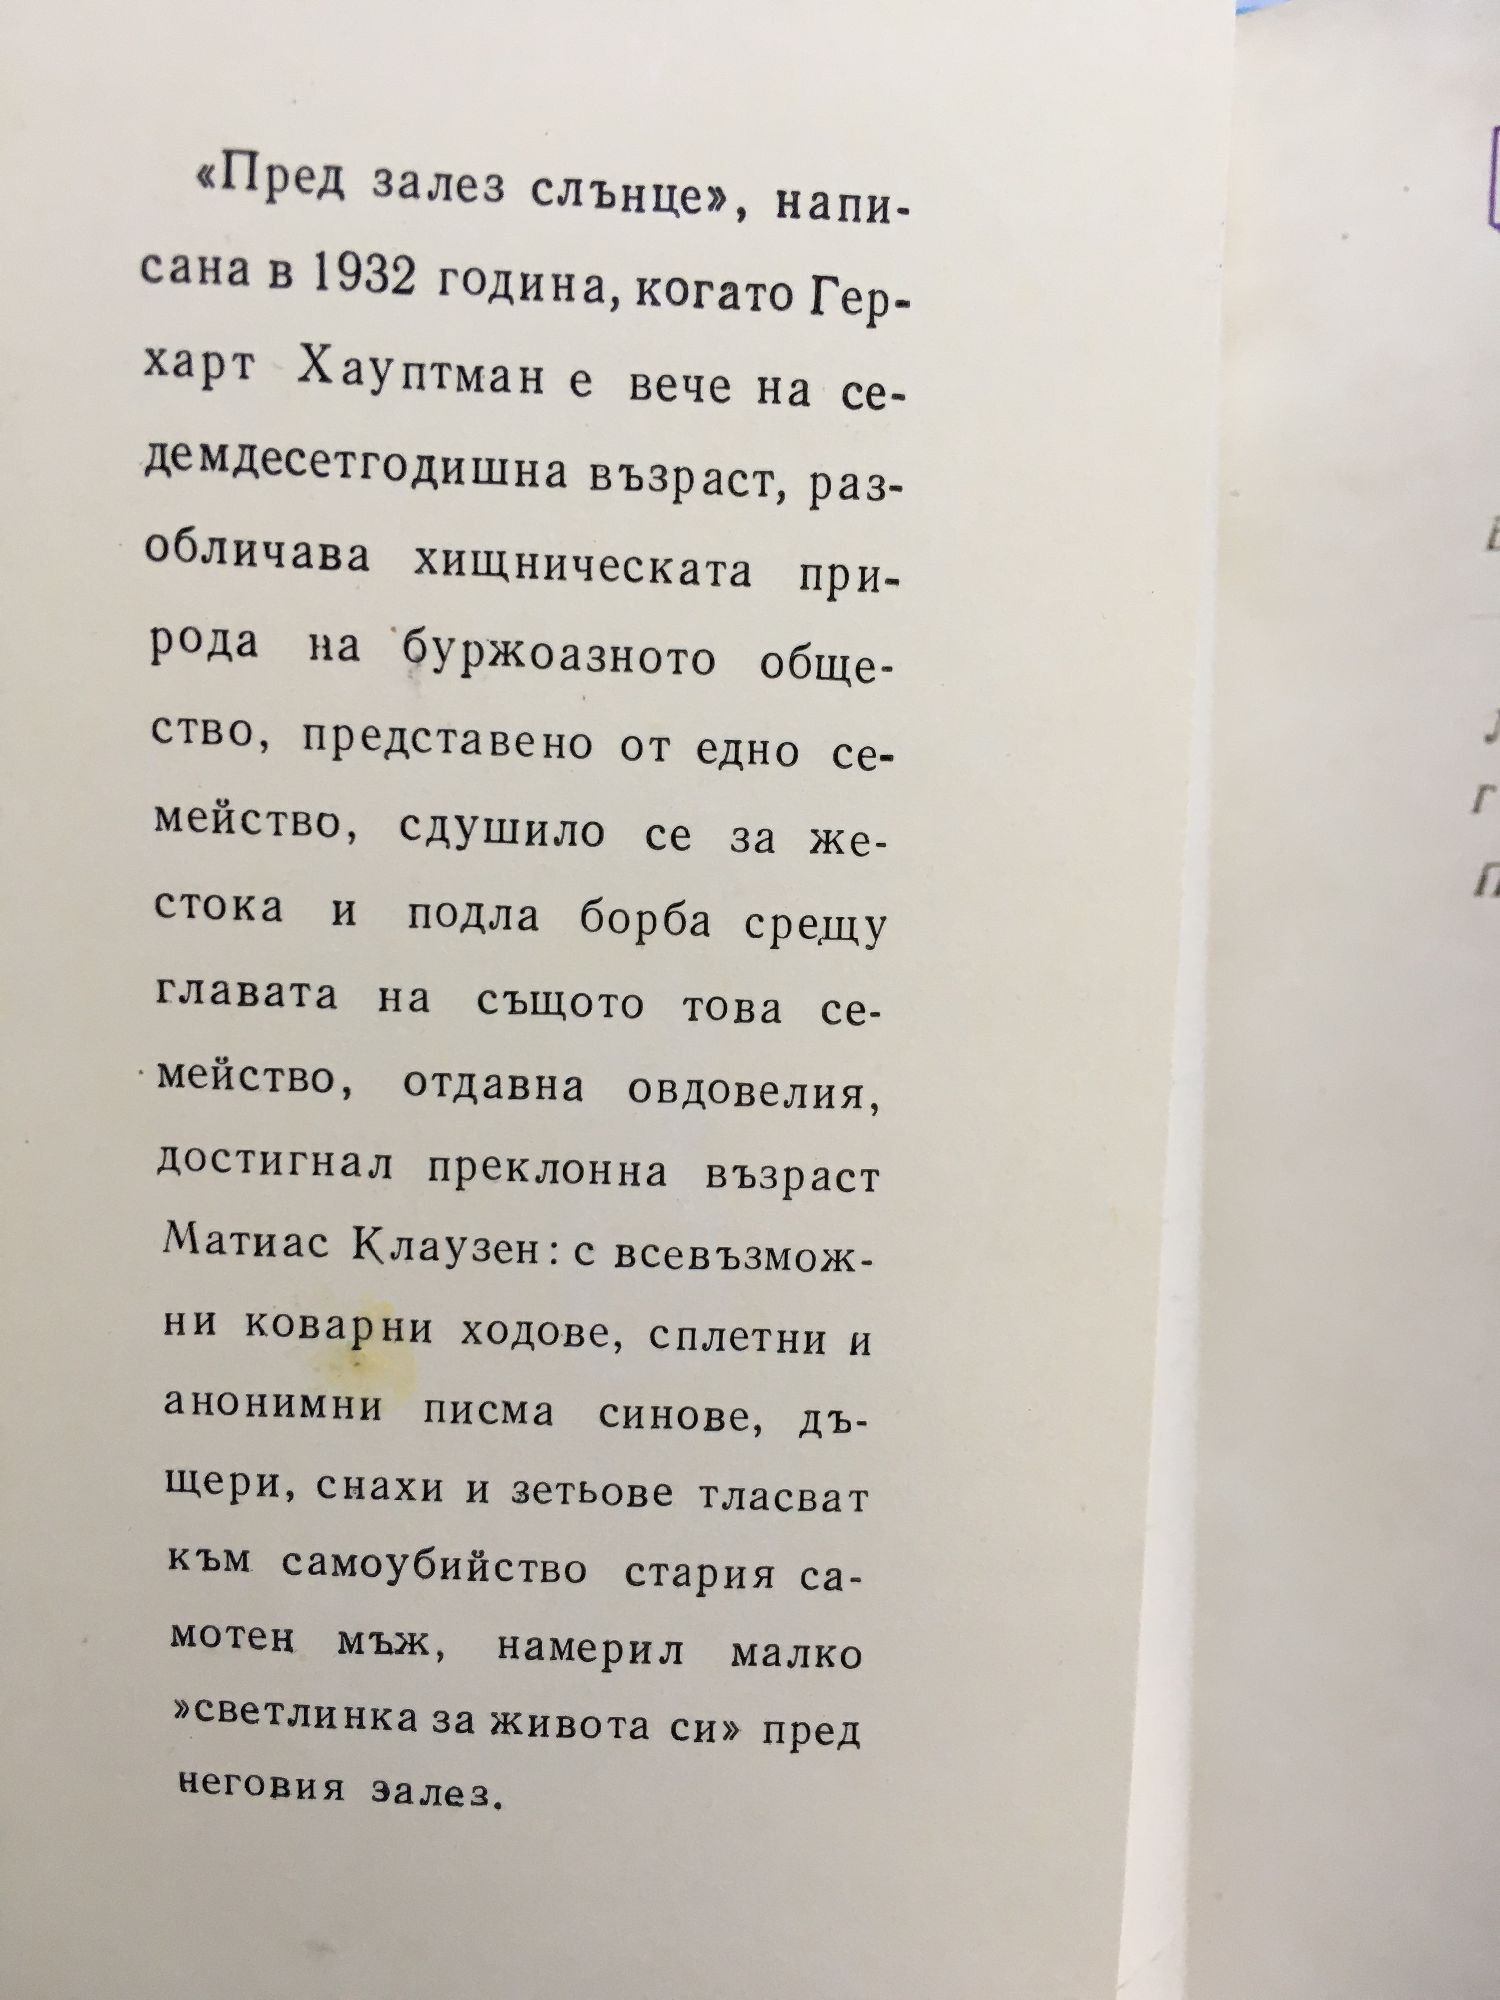 «Пред залез слънце», напи-
сана в 1932 година, когато Гер-
харт Хауптман е вече на се-
демдесетгодишна възраст, раз-
обличава хищническата при-
рода на буржоазното обще-
ство, представено от едно се-
мейство, сдушило се за же-
стока и подла борба срещу
главата на същото това се-
мейство, отдавна овдовелия,
достигнал преклонна възраст
Матиас Клаузен: с всевъзмож-
ни коварни ходове, сплетни и
анонимни писма синове, дъ-
щери, снахи и зетьове тласват
към самоубийство стария са-
мотен мъж, намерил малко
»светлинка за живота си» пред
неговия залез.